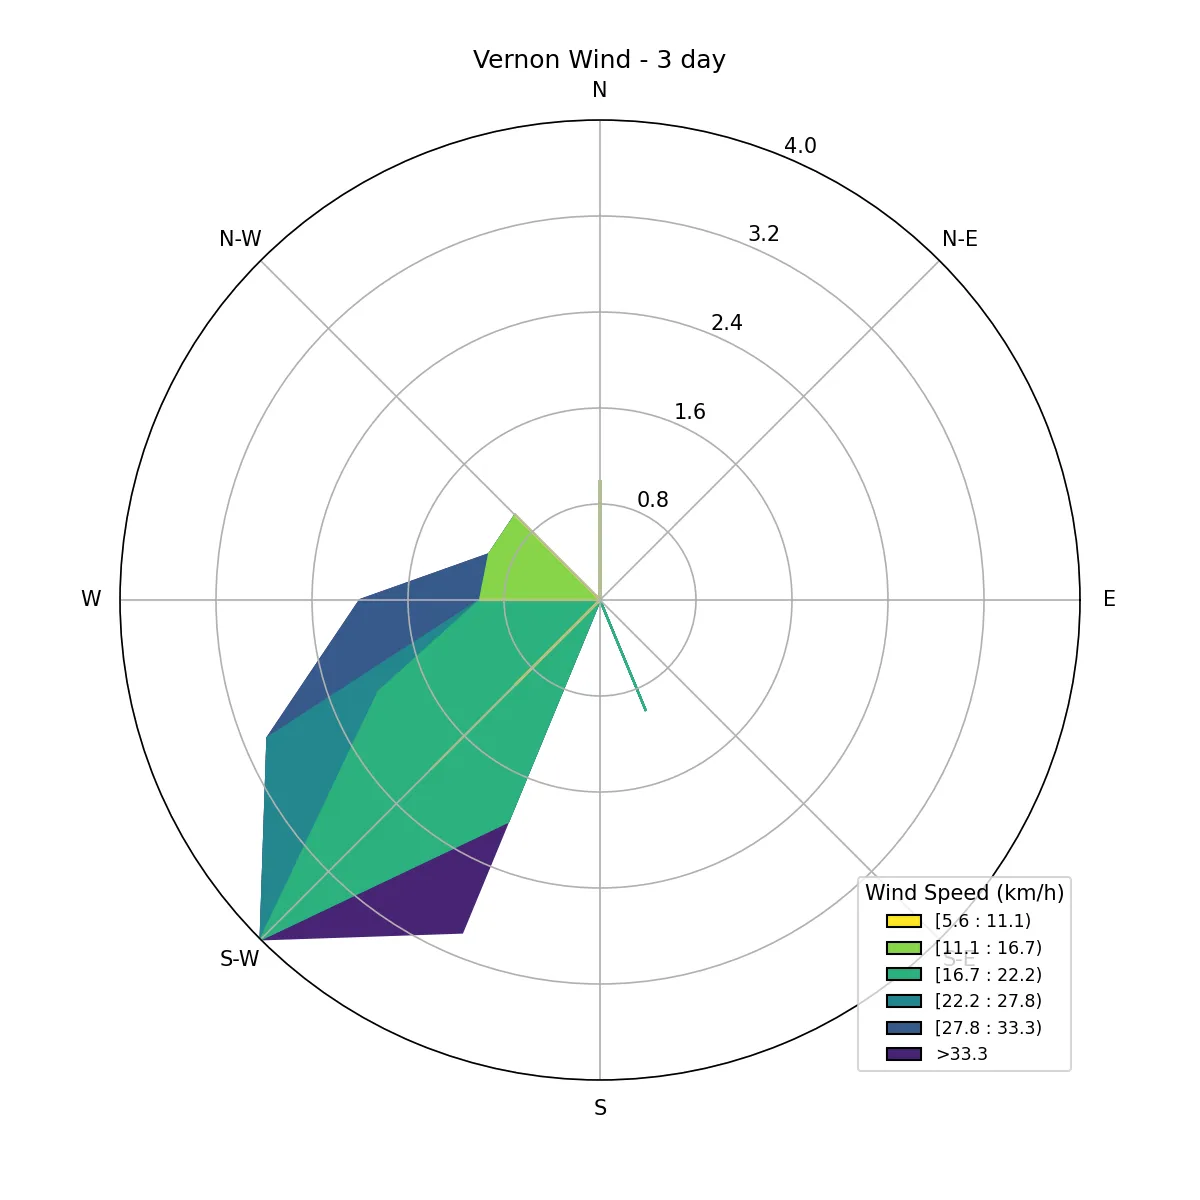 Vernon Wind - 3 day
N
4.0
N-W
3.2
N-E
2.4
1.6
0.8
W
E
Wind Speed (km/h)
[5.6 : 11.1)
[11.1 : 16.7)
S-W
S-E
[16.7 : 22.2)
[22.2 : 27.8)
[27.8 : 33.3)
>33.3
S